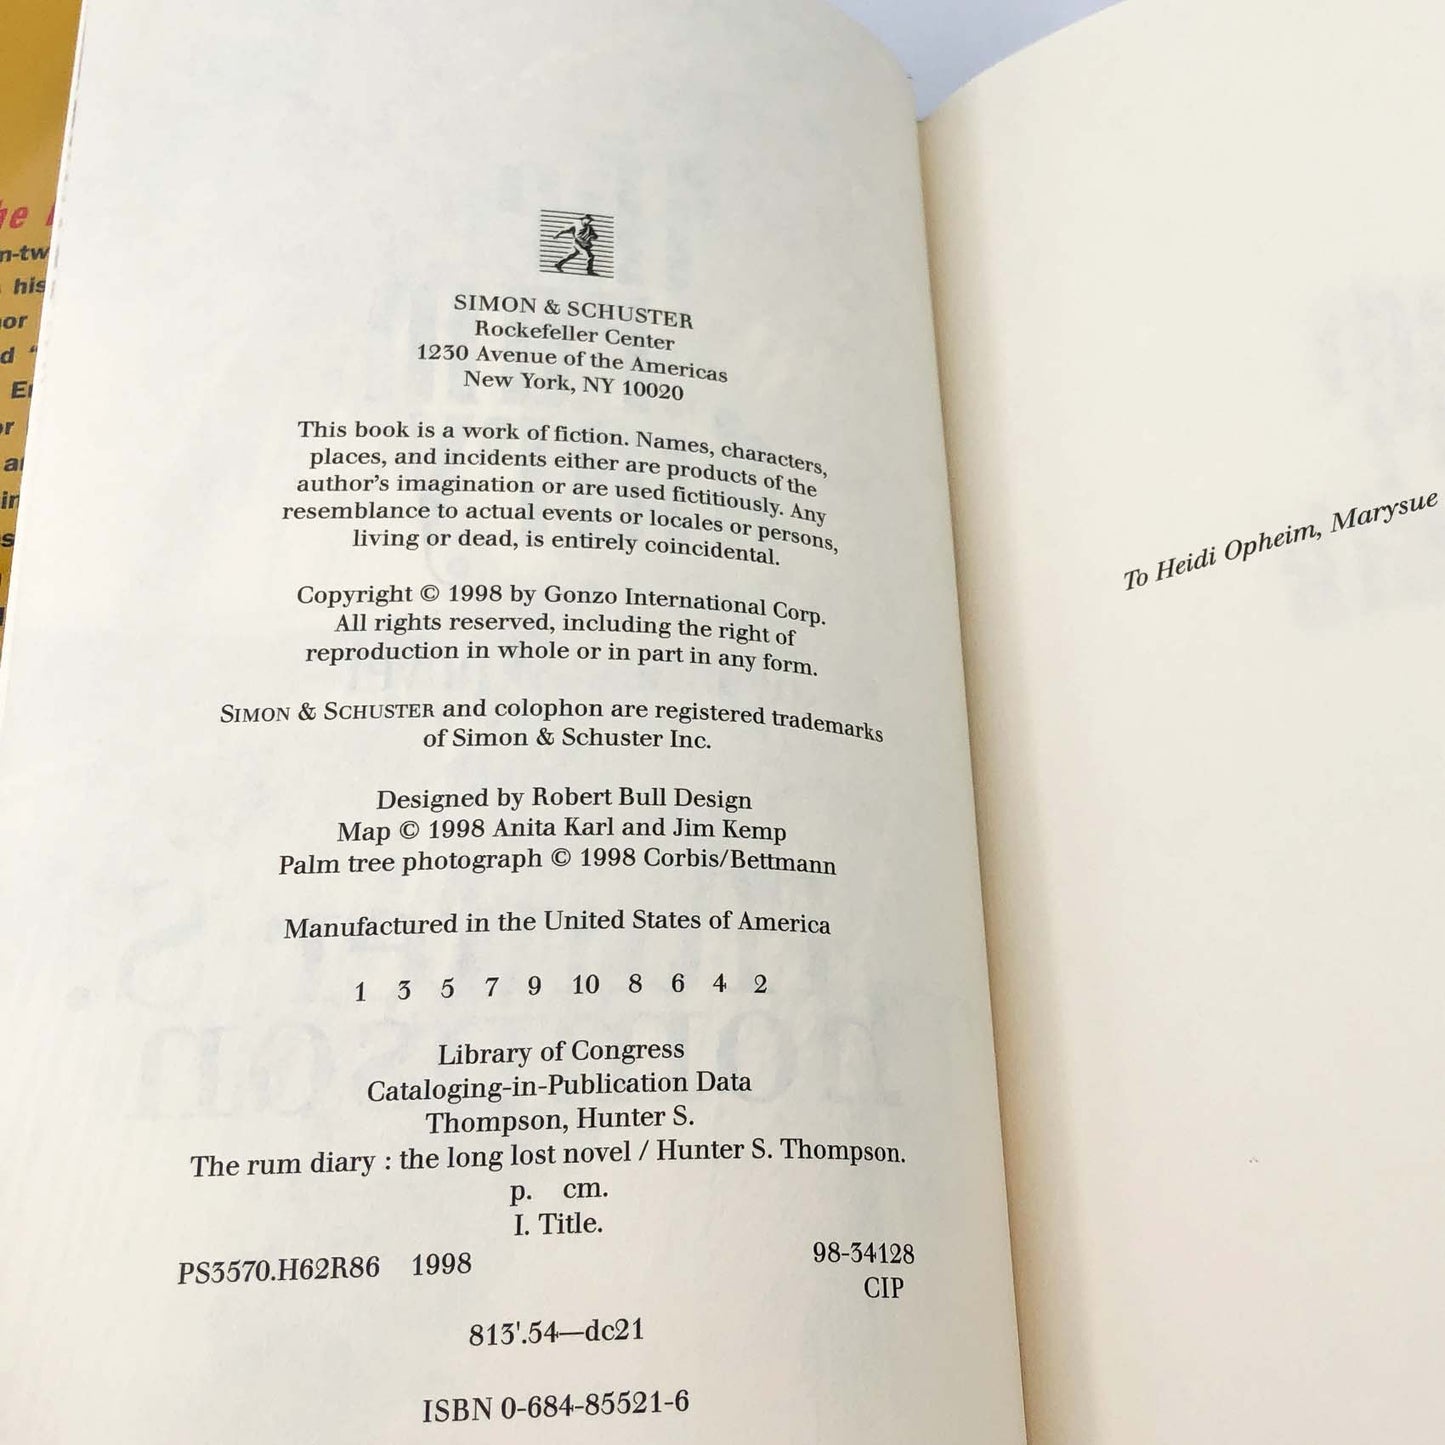 he
n-tw
his
or
d "
or
in
SIMON & SCHUSTER
Rockefeller Center
1230 Avenue of the Americas
New York, NY 10020
This book is a work of fiction. Names, characters,
places, and incidents either are products of the
author's imagination or are used fictitiously. Any
resemblance to actual events or locales or persons,
living or dead, is entirely coincidental.
Copyright © 1998 by Gonzo International Corp.
All rights reserved, including the right of
reproduction in whole or in part in any form.
SIMON & SCHUSTER and colophon are registered trademarks
of Simon & Schuster Inc.
Designed by Robert Bull Design
Map © 1998 Anita Karl and Jim Kemp
Palm tree photograph © 1998 Corbis/Bettmann
Manufactured in the United States of America
1 3 5 7 9 10 8 6 4 2
Library of Congress
Cataloging-in-Publication Data
Thompson, Hunter S.
The rum diary : the long lost novel / Hunter S. Thompson.
p. cm.
I. Title.
PS3570.H62R86 1998 98-34128
CIP
813'.54—dc21
ISBN 0-684-85521-6
To Heidi Opheim, Marysue